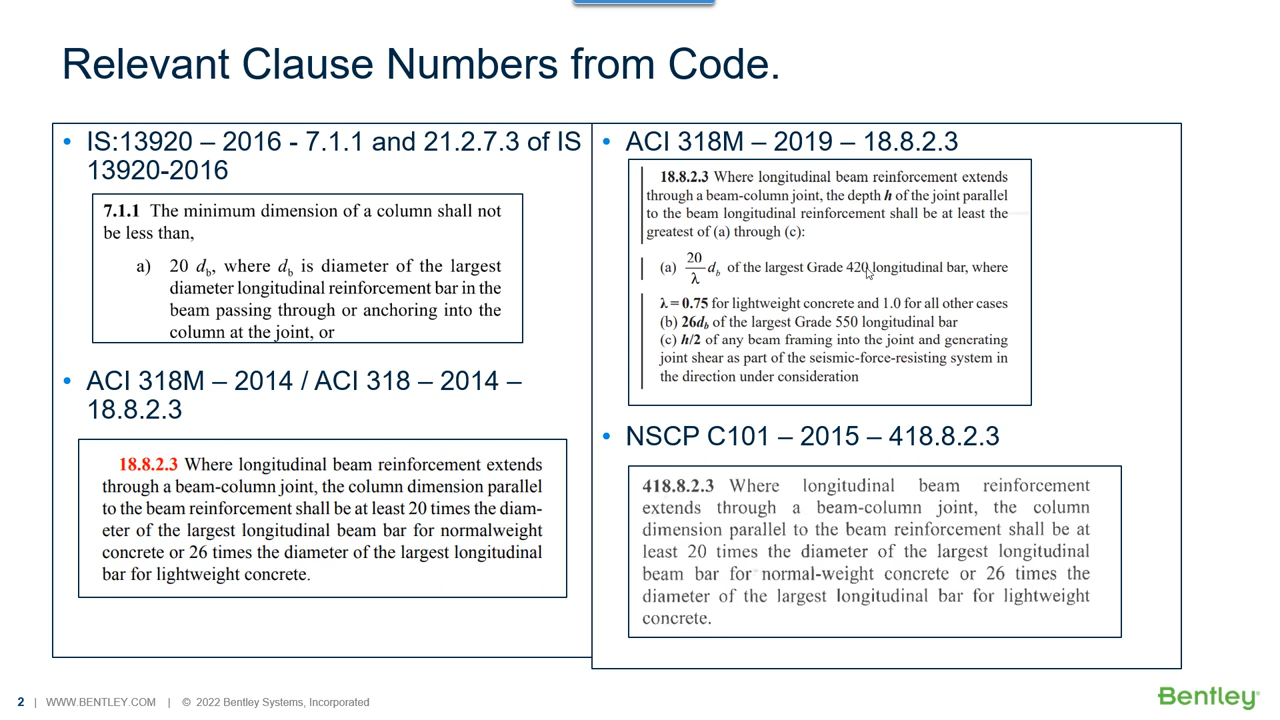 Relevant Clause Numbers from Code.
• IS:13920 – 2016 - 7.1.1 and 21.2.7.3 of IS
13920-2016
7.1.1 The minimum dimension of a column shall not
be less than,
a) 20 db, where db is diameter of the largest
diameter longitudinal reinforcement bar in the
beam passing through or anchoring into the
column at the joint, or
• ACI 318M – 2014 / ACI 318 – 2014 –
18.8.2.3
18.8.2.3 Where longitudinal beam reinforcement extends
through a beam-column joint, the column dimension parallel
to the beam reinforcement shall be at least 20 times the diam-
eter of the largest longitudinal beam bar for normalweight
concrete or 26 times the diameter of the largest longitudinal
bar for lightweight concrete.
• ACI 318M – 2019 – 18.8.2.3
18.8.2.3 Where longitudinal beam reinforcement extends
through a beam-column joint, the depth h of the joint parallel
to the beam longitudinal reinforcement shall be at least the
greatest of (a) through (c):
(a) 20/λ db of the largest Grade 420 longitudinal bar, where
λ = 0.75 for lightweight concrete and 1.0 for all other cases
(b) 26db of the largest Grade 550 longitudinal bar
(c) h/2 of any beam framing into the joint and generating
joint shear as part of the seismic-force-resisting system in
the direction under consideration
• NSCP C101 – 2015 – 418.8.2.3
418.8.2.3 Where longitudinal beam reinforcement
extends through a beam-column joint, the column
dimension parallel to the beam reinforcement shall be at
least 20 times the diameter of the largest longitudinal
beam bar for normal-weight concrete or 26 times the
diameter of the largest longitudinal bar for lightweight
concrete.
2 | WWW.BENTLEY.COM | © 2022 Bentley Systems, Incorporated
Bentley